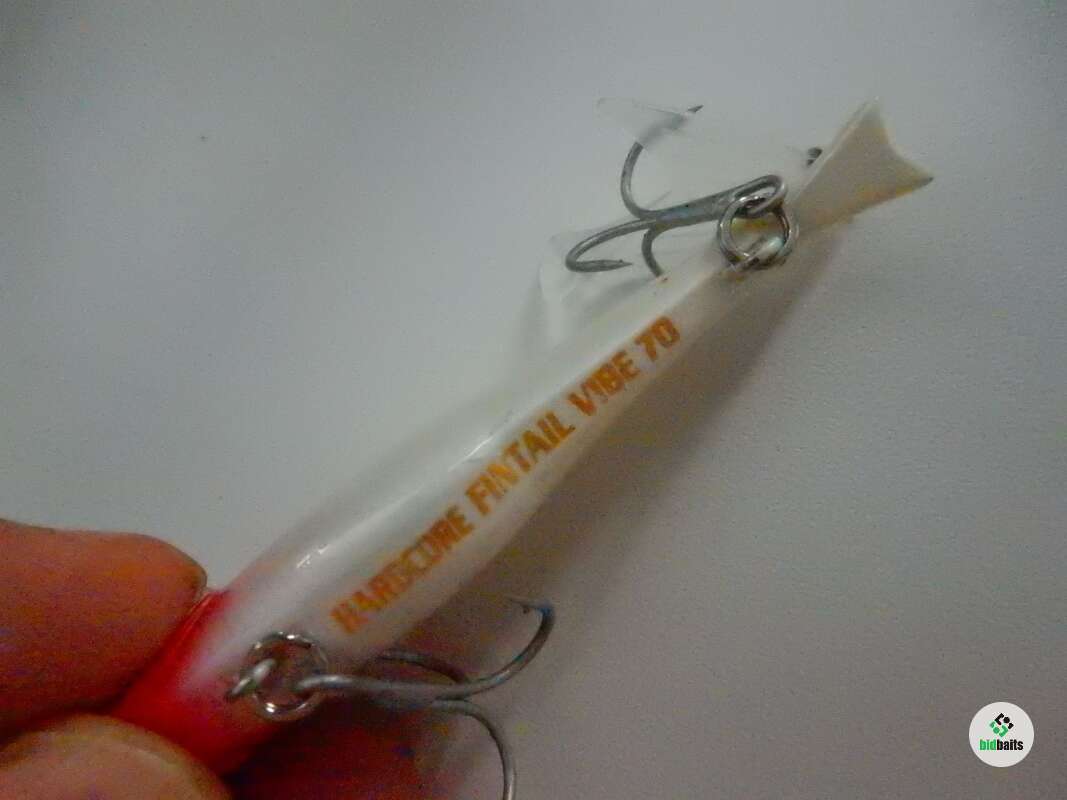 HARDCORE FINTAIL VIBE 70
bidbaits